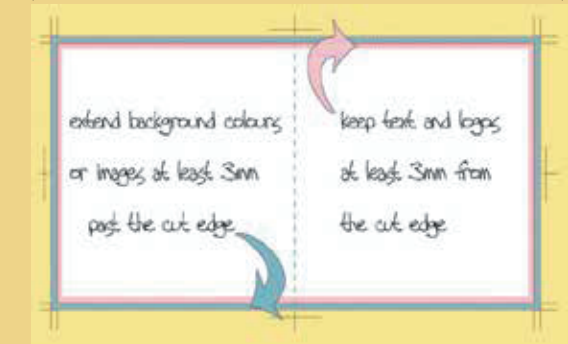 extend background colours
or images at least 3mm
past the cut edge
keep text and logos
at least 3mm from
the cut edge